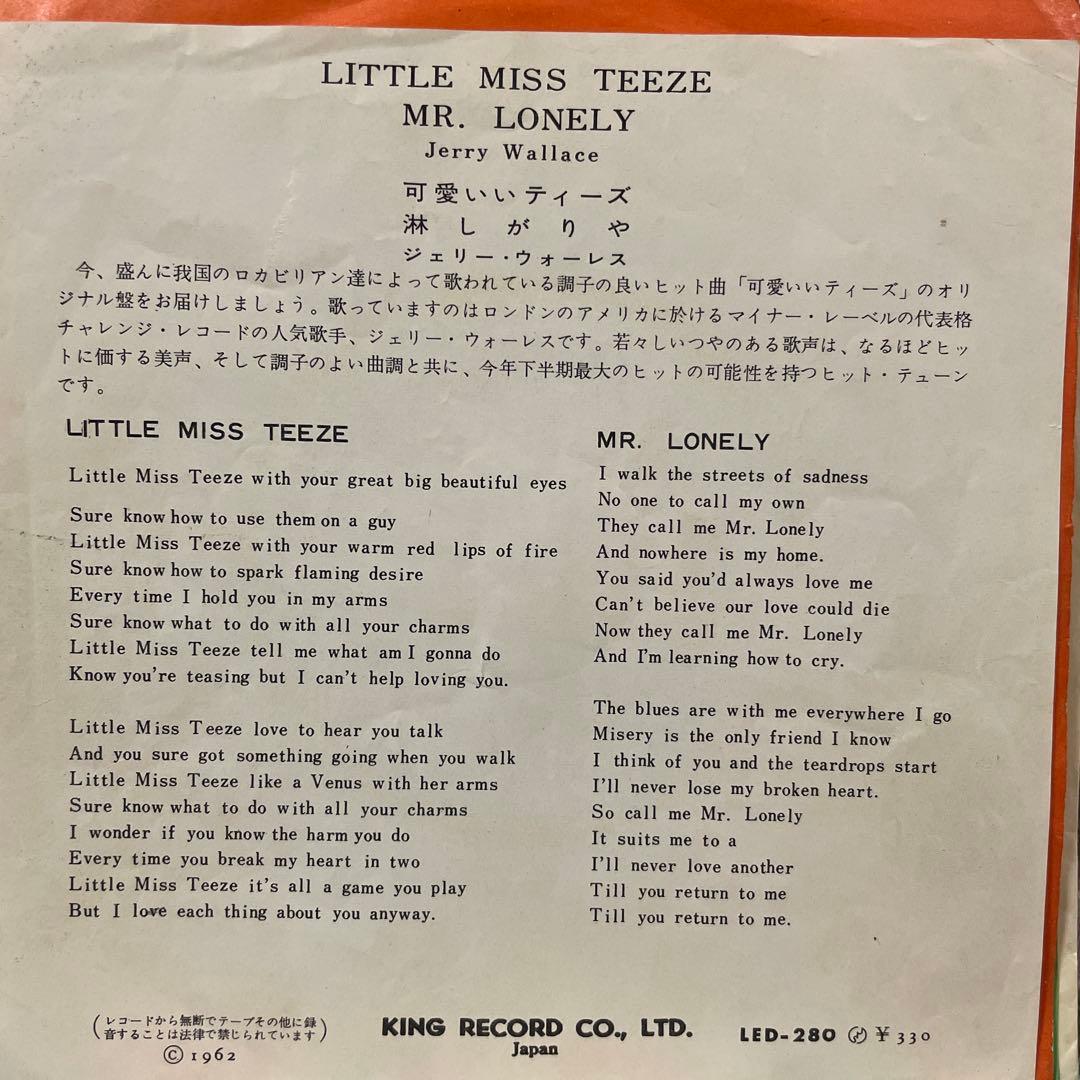 LITTLE MISS TEEZE
MR. LONELY
Jerry Wallace
可愛いいティーズ
淋しがりや
ジェリー・ウォーレス
今、盛んに我国のロカビリアン達によって歌われている調子の良いヒット曲「可愛いいティーズ」のオリ
ジナル盤をお届けしましょう。歌っていますのはロンドンのアメリカに於けるマイナー・レーベルの代表格
チャレンジ・レコードの人気歌手、ジェリー・ウォーレスです。若々しいつやのある歌声は、なるほどヒッ
トに価する美声、そして調子のよい曲調と共に、今年下半期最大のヒットの可能性を持つヒット・テューン
です。
LITTLE MISS TEEZE
Little Miss Teeze with your great big beautiful eyes
Sure know how to use them on a guy
Little Miss Teeze with your warm red lips of fire
Sure know how to spark flaming desire
Every time I hold you in my arms
Sure know what to do with all your charms
Little Miss Teeze tell me what am I gonna do
Know you're teasing but I can't help loving you.
Little Miss Teeze love to hear you talk
And you sure got something going when you walk
Little Miss Teeze like a Venus with her arms
Sure know what to do with all your charms
I wonder if you know the harm you do
Every time you break my heart in two
Little Miss Teeze it's all a game you play
But I love each thing about you anyway.
MR. LONELY
I walk the streets of sadness
No one to call my own
They call me Mr. Lonely
And nowhere is my home.
You said you'd always love me
Can't believe our love could die
Now they call me Mr. Lonely
And I'm learning how to cry.
The blues are with me everywhere I go
Misery is the only friend I know
I think of you and the teardrops start
I'll never lose my broken heart.
So call me Mr. Lonely
It suits me to a
I'll never love another
Till you return to me
Till you return to me.
(レコードから無断でテープその他に録
音することは法律で禁じられています)
Ⓒ 1962
KING RECORD CO., LTD.
Japan
LED-280 ¥ 330